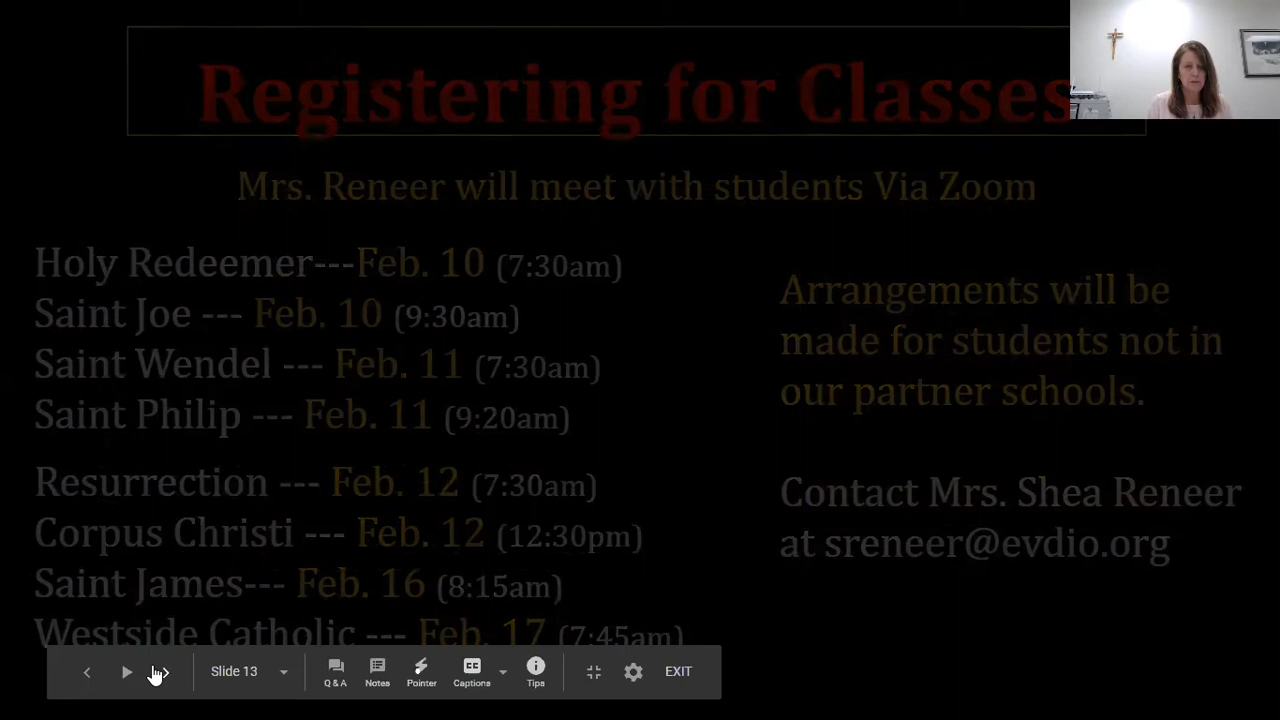 Registering for Classes
Mrs. Reneer will meet with students Via Zoom
Holy Redeemer---Feb. 10 (7:30am)
Saint Joe --- Feb. 10 (9:30am)
Saint Wendel --- Feb. 11 (7:30am)
Saint Philip --- Feb. 11 (9:20am)
Resurrection --- Feb. 12 (7:30am)
Corpus Christi --- Feb. 12 (12:30pm)
Saint James--- Feb. 16 (8:15am)
Westside Catholic --- Feb. 17 (7:45am)
Arrangements will be
made for students not in
our partner schools.
Contact Mrs. Shea Reneer
at sreneer@evdio.org
Slide 13
Q & A
Notes
Pointer
Captions
Tips
EXIT